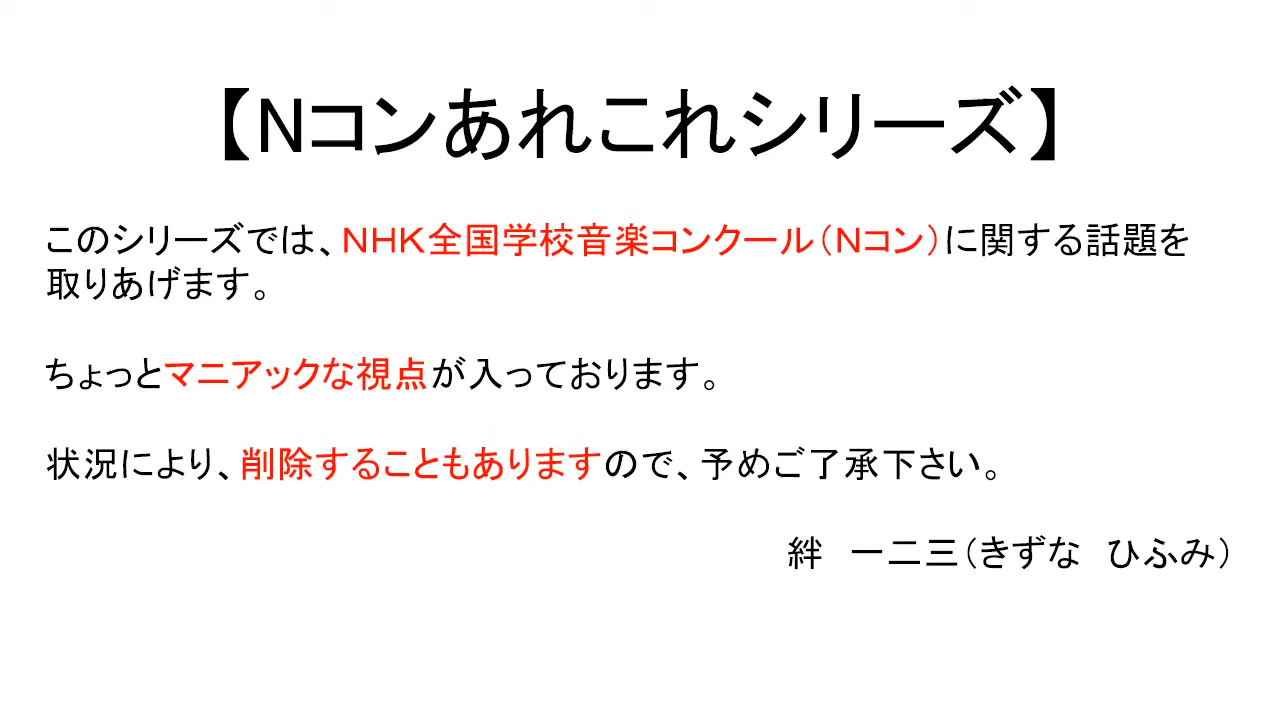 【Nコンあれこれシリーズ】
このシリーズでは、NHK全国学校音楽コンクール(Nコン)に関する話題を
取りあげます。
ちょっとマニアックな視点が入っております。
状況により、削除することもありますので、予めご了承下さい。
絆　一二三(きずな　ひふみ)